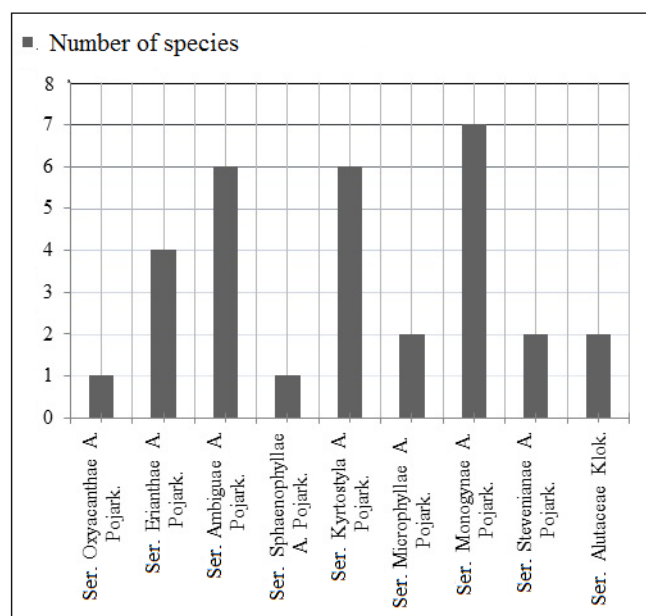 Number of species
8
7
6
5
4
3
2
1
0
Ser. Oxyacanthae A.
Pojark.
Ser. Erianthae A.
Pojark.
Ser. Ambiguae A.
Pojark.
Ser. Sphaenophyllae
A. Pojark.
Ser. Kyrtostyla A.
Pojark.
Ser. Microphyllae A.
Pojark.
Ser. Monogynae A.
Pojark.
Ser. Stevenianae A.
Pojark.
Ser. Alutaceae Klok.